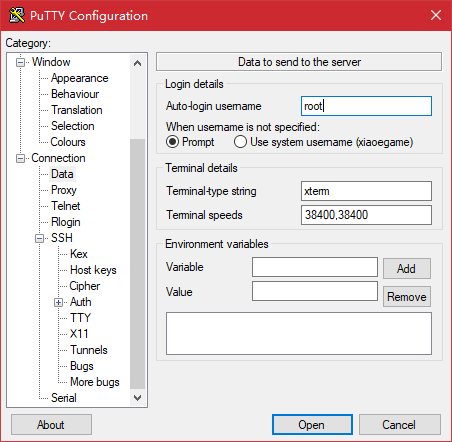 PuTTY Configuration
Category:
Window
Appearance
Behaviour
Translation
Selection
Colours
Connection
Data
Proxy
Telnet
Rlogin
SSH
Kex
Host keys
Cipher
Auth
TTY
X11
Tunnels
Bugs
More bugs
Serial
Data to send to the server
Login details
Auto-login username root
When username is not specified:
Prompt Use system username (xiaoegame)
Terminal details
Terminal-type string xterm
Terminal speeds 38400,38400
Environment variables
Variable Add
Value Remove
About Open Cancel